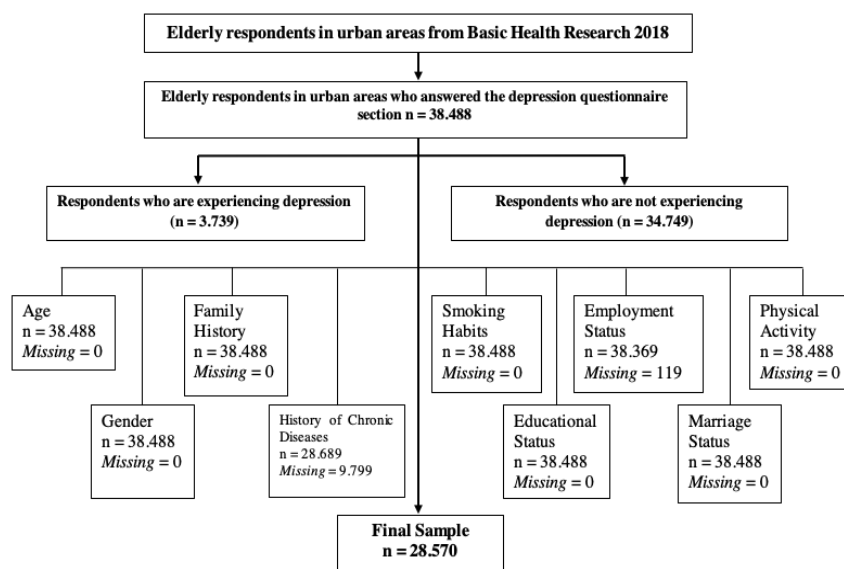 Elderly respondents in urban areas from Basic Health Research 2018
Elderly respondents in urban areas who answered the depression questionnaire
section n = 38.488
Respondents who are experiencing depression
(n = 3.739)
Respondents who are not experiencing
depression (n = 34.749)
Age
n = 38.488
Missing = 0
Family
History
n = 38.488
Missing = 0
Smoking
Habits
n = 38.488
Missing = 0
Employment
Status
n = 38.369
Missing = 119
Physical
Activity
n = 38.488
Missing = 0
Gender
n = 38.488
Missing = 0
History of Chronic
Diseases
n = 28.689
Missing = 9.799
Educational
Status
n = 38.488
Missing = 0
Marriage
Status
n = 38.488
Missing = 0
Final Sample
n = 28.570